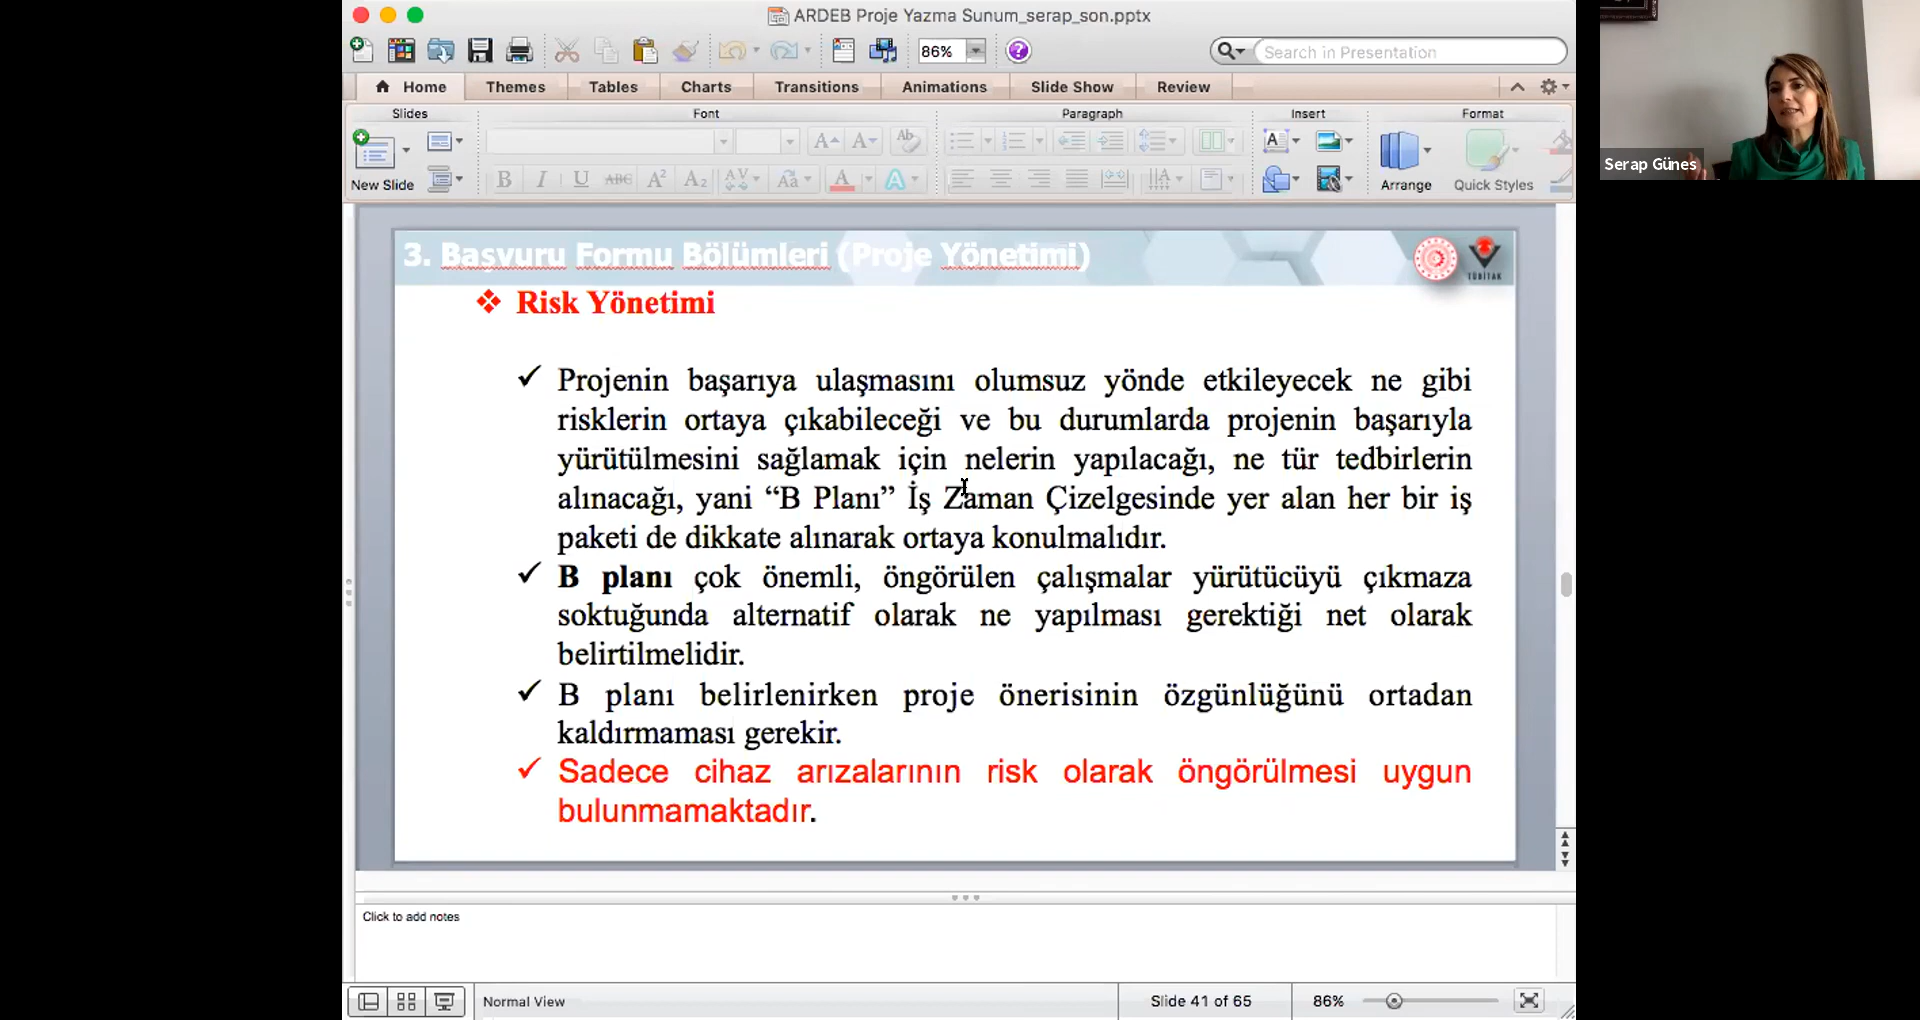 ARDEB Proje Yazma Sunum_serap_son.pptx
86%
Search in Presentation
Home
Themes
Tables
Charts
Transitions
Animations
Slide Show
Review
Slides
Font
Paragraph
Insert
Format
New Slide
Arrange
Quick Styles
Serap Günes
3. Başvuru Formu Bölümleri (Proje Yönetimi)
TÜBİTAK
Risk Yönetimi
Projenin başarıya ulaşmasını olumsuz yönde etkileyecek ne gibi
risklerin ortaya çıkabileceği ve bu durumlarda projenin başarıyla
yürütülmesini sağlamak için nelerin yapılacağı, ne tür tedbirlerin
alınacağı, yani “B Planı” İş Zaman Çizelgesinde yer alan her bir iş
paketi de dikkate alınarak ortaya konulmalıdır.
B planı çok önemli, öngörülen çalışmalar yürütücüyü çıkmaza
soktuğunda alternatif olarak ne yapılması gerektiği net olarak
belirtilmelidir.
B planı belirlenirken proje önerisinin özgünlüğünü ortadan
kaldırmaması gerekir.
Sadece cihaz arızalarının risk olarak öngörülmesi uygun
bulunmamaktadır.
Click to add notes
Normal View
Slide 41 of 65
86%